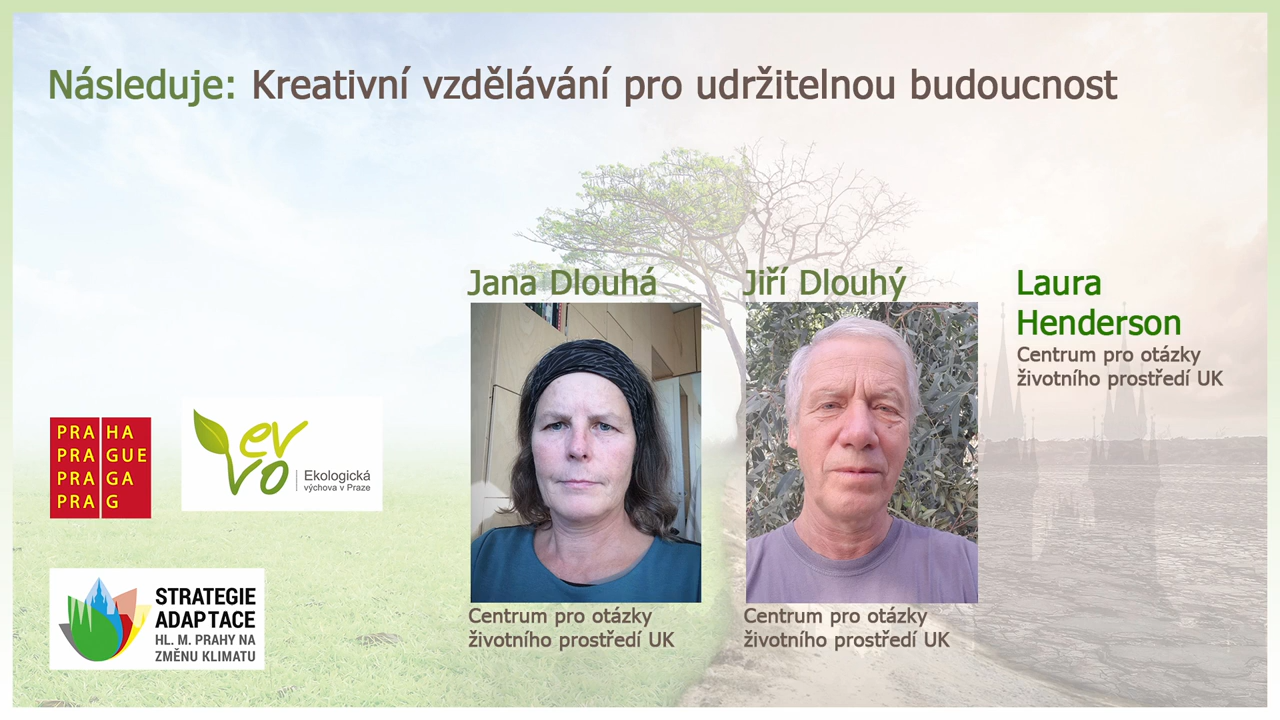 Následuje: Kreativní vzdělávání pro udržitelnou budoucnost
Jana Dlouhá
Centrum pro otázky
životního prostředí UK
Jiří Dlouhý
Centrum pro otázky
životního prostředí UK
Laura
Henderson
Centrum pro otázky
životního prostředí UK
PRA HA
PRA GUE
PRA GA
PRA G
ev
vo
Ekologická
výchova v Praze
STRATEGIE
ADAPTACE
HL. M. PRAHY NA
ZMĚNU KLIMATU